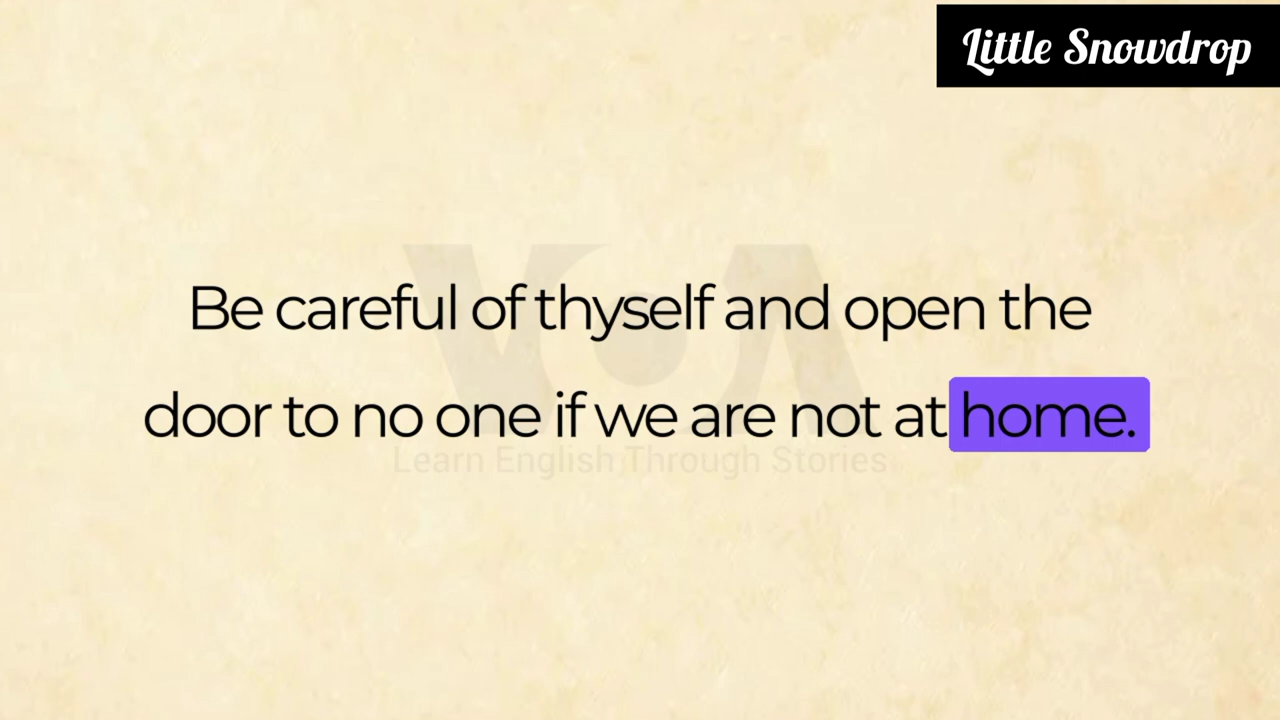 Little Snowdrop
Be careful of thyself and open the
door to no one if we are not at home.
VOA
Learn English Through Stories